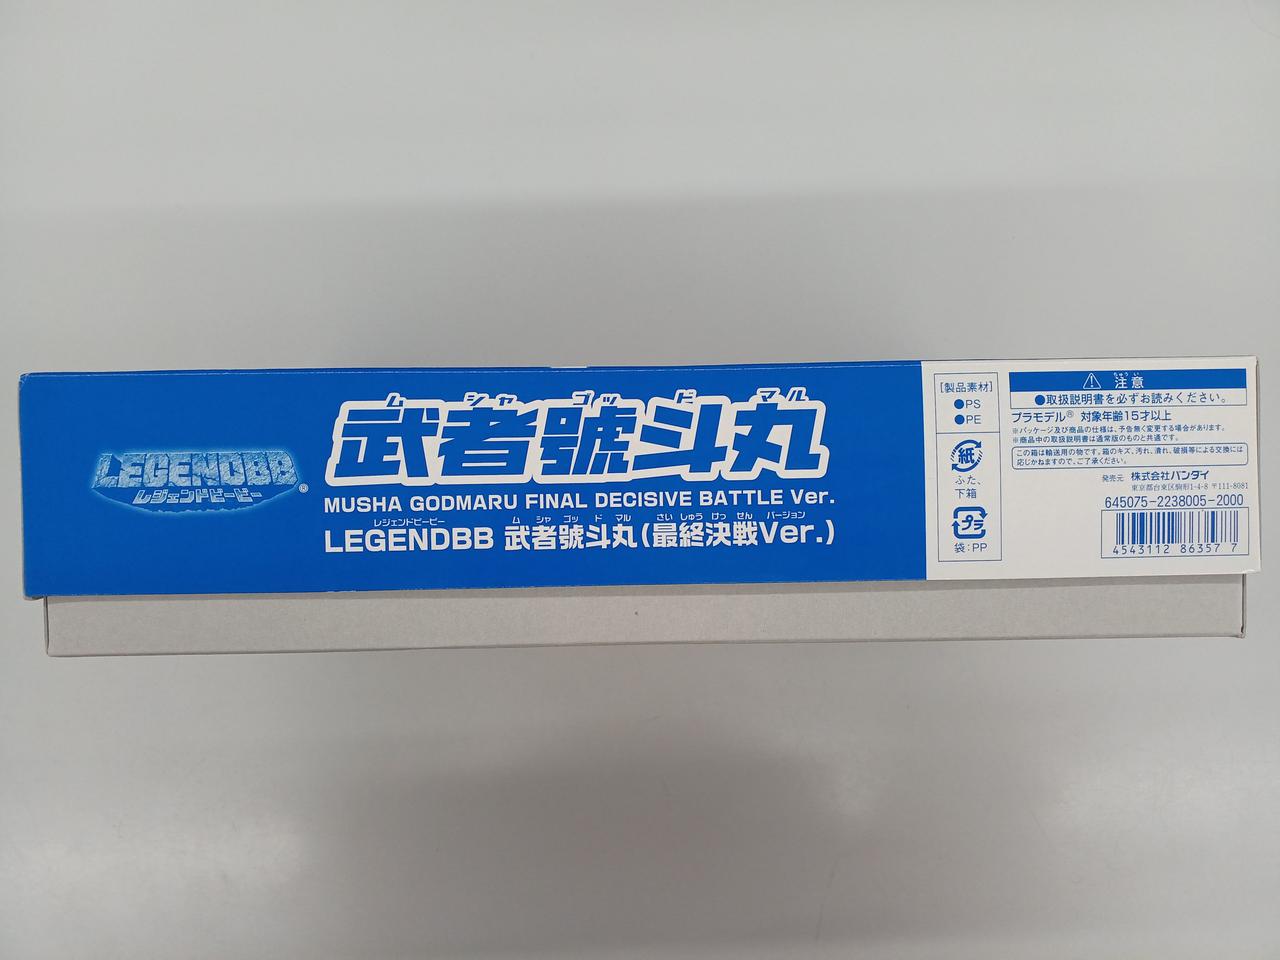 LEGENDBB
レジェンドビービー®
ムシャゴッドマル
武者號斗丸
MUSHA GODMARU FINAL DECISIVE BATTLE Ver.
レジェンドビービー ム シャ ゴッ ド マル さい しゅう けっ せん バージョン
LEGENDBB 武者號斗丸(最終決戦Ver.)
[製品素材]
●PS
●PE
紙
ふた、
下箱
プラ
袋:PP
ちゅう い
注意
●取扱説明書を必ずお読みください。
プラモデル® 対象年齢15才以上
※パッケージ及び商品の仕様は、予告無く変更する場合があります。
※商品中の取扱説明書は通常版のものと共通です。
この箱は輸送用の物です。箱のキズ、汚れ、潰れ、破損等による交換には
応じかねますので、ご了承ください。
発売元 株式会社バンダイ
東京都台東区駒形1-4-8 〒111-8081
645075-2238005-2000
4543112 86357 7